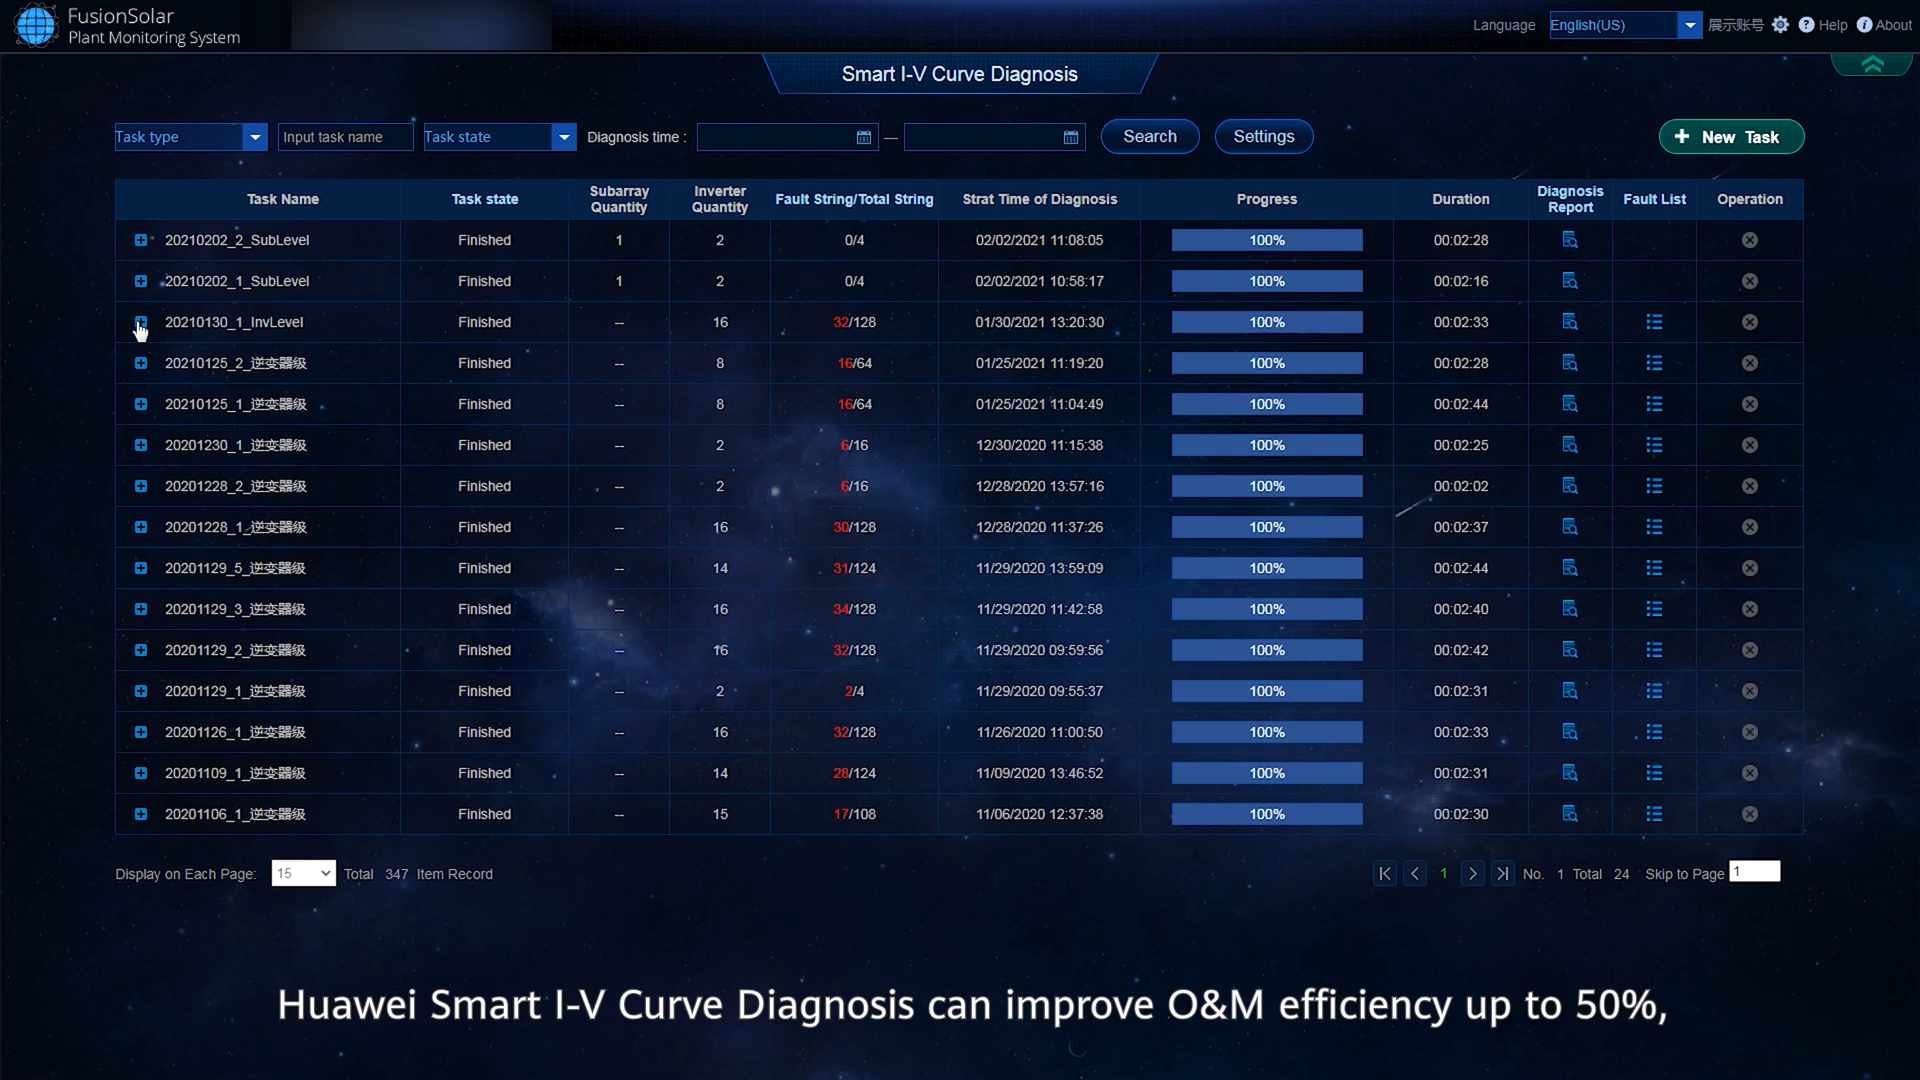 FusionSolar
Plant Monitoring System
Language English(US) 展示账号 Help About
Smart I-V Curve Diagnosis
Task type Input task name Task state Diagnosis time : — Search Settings + New Task
Task Name Task state Subarray Quantity Inverter Quantity Fault String/Total String Strat Time of Diagnosis Progress Duration Diagnosis Report Fault List Operation
20210202_2_SubLevel Finished 1 2 0/4 02/02/2021 11:08:05 100% 00:02:28
20210202_1_SubLevel Finished 1 2 0/4 02/02/2021 10:58:17 100% 00:02:16
20210130_1_InvLevel Finished -- 16 32/128 01/30/2021 13:20:30 100% 00:02:33
20210125_2_逆变器级 Finished -- 8 16/64 01/25/2021 11:19:20 100% 00:02:28
20210125_1_逆变器级 Finished -- 8 16/64 01/25/2021 11:04:49 100% 00:02:44
20201230_1_逆变器级 Finished -- 2 6/16 12/30/2020 11:15:38 100% 00:02:25
20201228_2_逆变器级 Finished -- 2 6/16 12/28/2020 13:57:16 100% 00:02:02
20201228_1_逆变器级 Finished -- 16 30/128 12/28/2020 11:37:26 100% 00:02:37
20201129_5_逆变器级 Finished -- 14 31/124 11/29/2020 13:59:09 100% 00:02:44
20201129_3_逆变器级 Finished -- 16 34/128 11/29/2020 11:42:58 100% 00:02:40
20201129_2_逆变器级 Finished -- 16 32/128 11/29/2020 09:59:56 100% 00:02:42
20201129_1_逆变器级 Finished -- 2 2/4 11/29/2020 09:55:37 100% 00:02:31
20201126_1_逆变器级 Finished -- 16 32/128 11/26/2020 11:00:50 100% 00:02:33
20201109_1_逆变器级 Finished -- 14 28/124 11/09/2020 13:46:52 100% 00:02:31
20201106_1_逆变器级 Finished -- 15 17/108 11/06/2020 12:37:38 100% 00:02:30
Display on Each Page: 15 Total 347 Item Record 1 No. 1 Total 24 Skip to Page 1
Huawei Smart I-V Curve Diagnosis can improve O&M efficiency up to 50%,